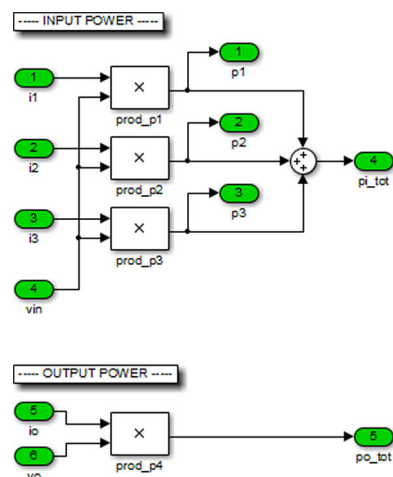 ----- INPUT POWER -----
1
p1
1
i1
×
prod_p1
2
p2
2
i2
×
prod_p2
4
pi_tot
3
p3
3
i3
×
prod_p3
4
vin
----- OUTPUT POWER -----
5
io
×
prod_p4
5
po_tot
6